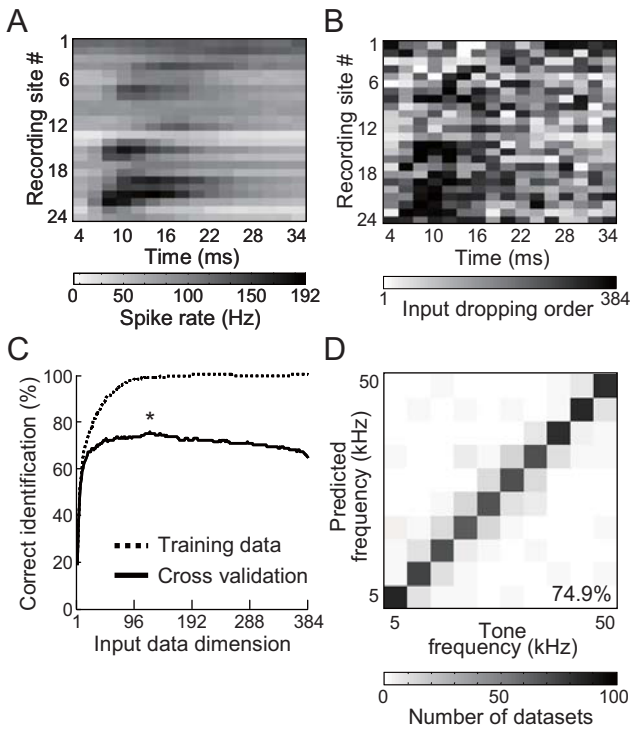 A
Recording site #
1
6
12
18
24
4 10 16 22 28 34
Time (ms)
0 50 100 150 192
Spike rate (Hz)
B
Recording site #
1
6
12
18
24
4 10 16 22 28 34
Time (ms)
1 384
Input dropping order
C
Correct identification (%)
100
80
60
40
20
0
*
Training data
Cross validation
1 96 192 288 384
Input data dimension
D
Predicted
frequency (kHz)
50
5
74.9%
5 50
Tone
frequency (kHz)
0 50 100
Number of datasets